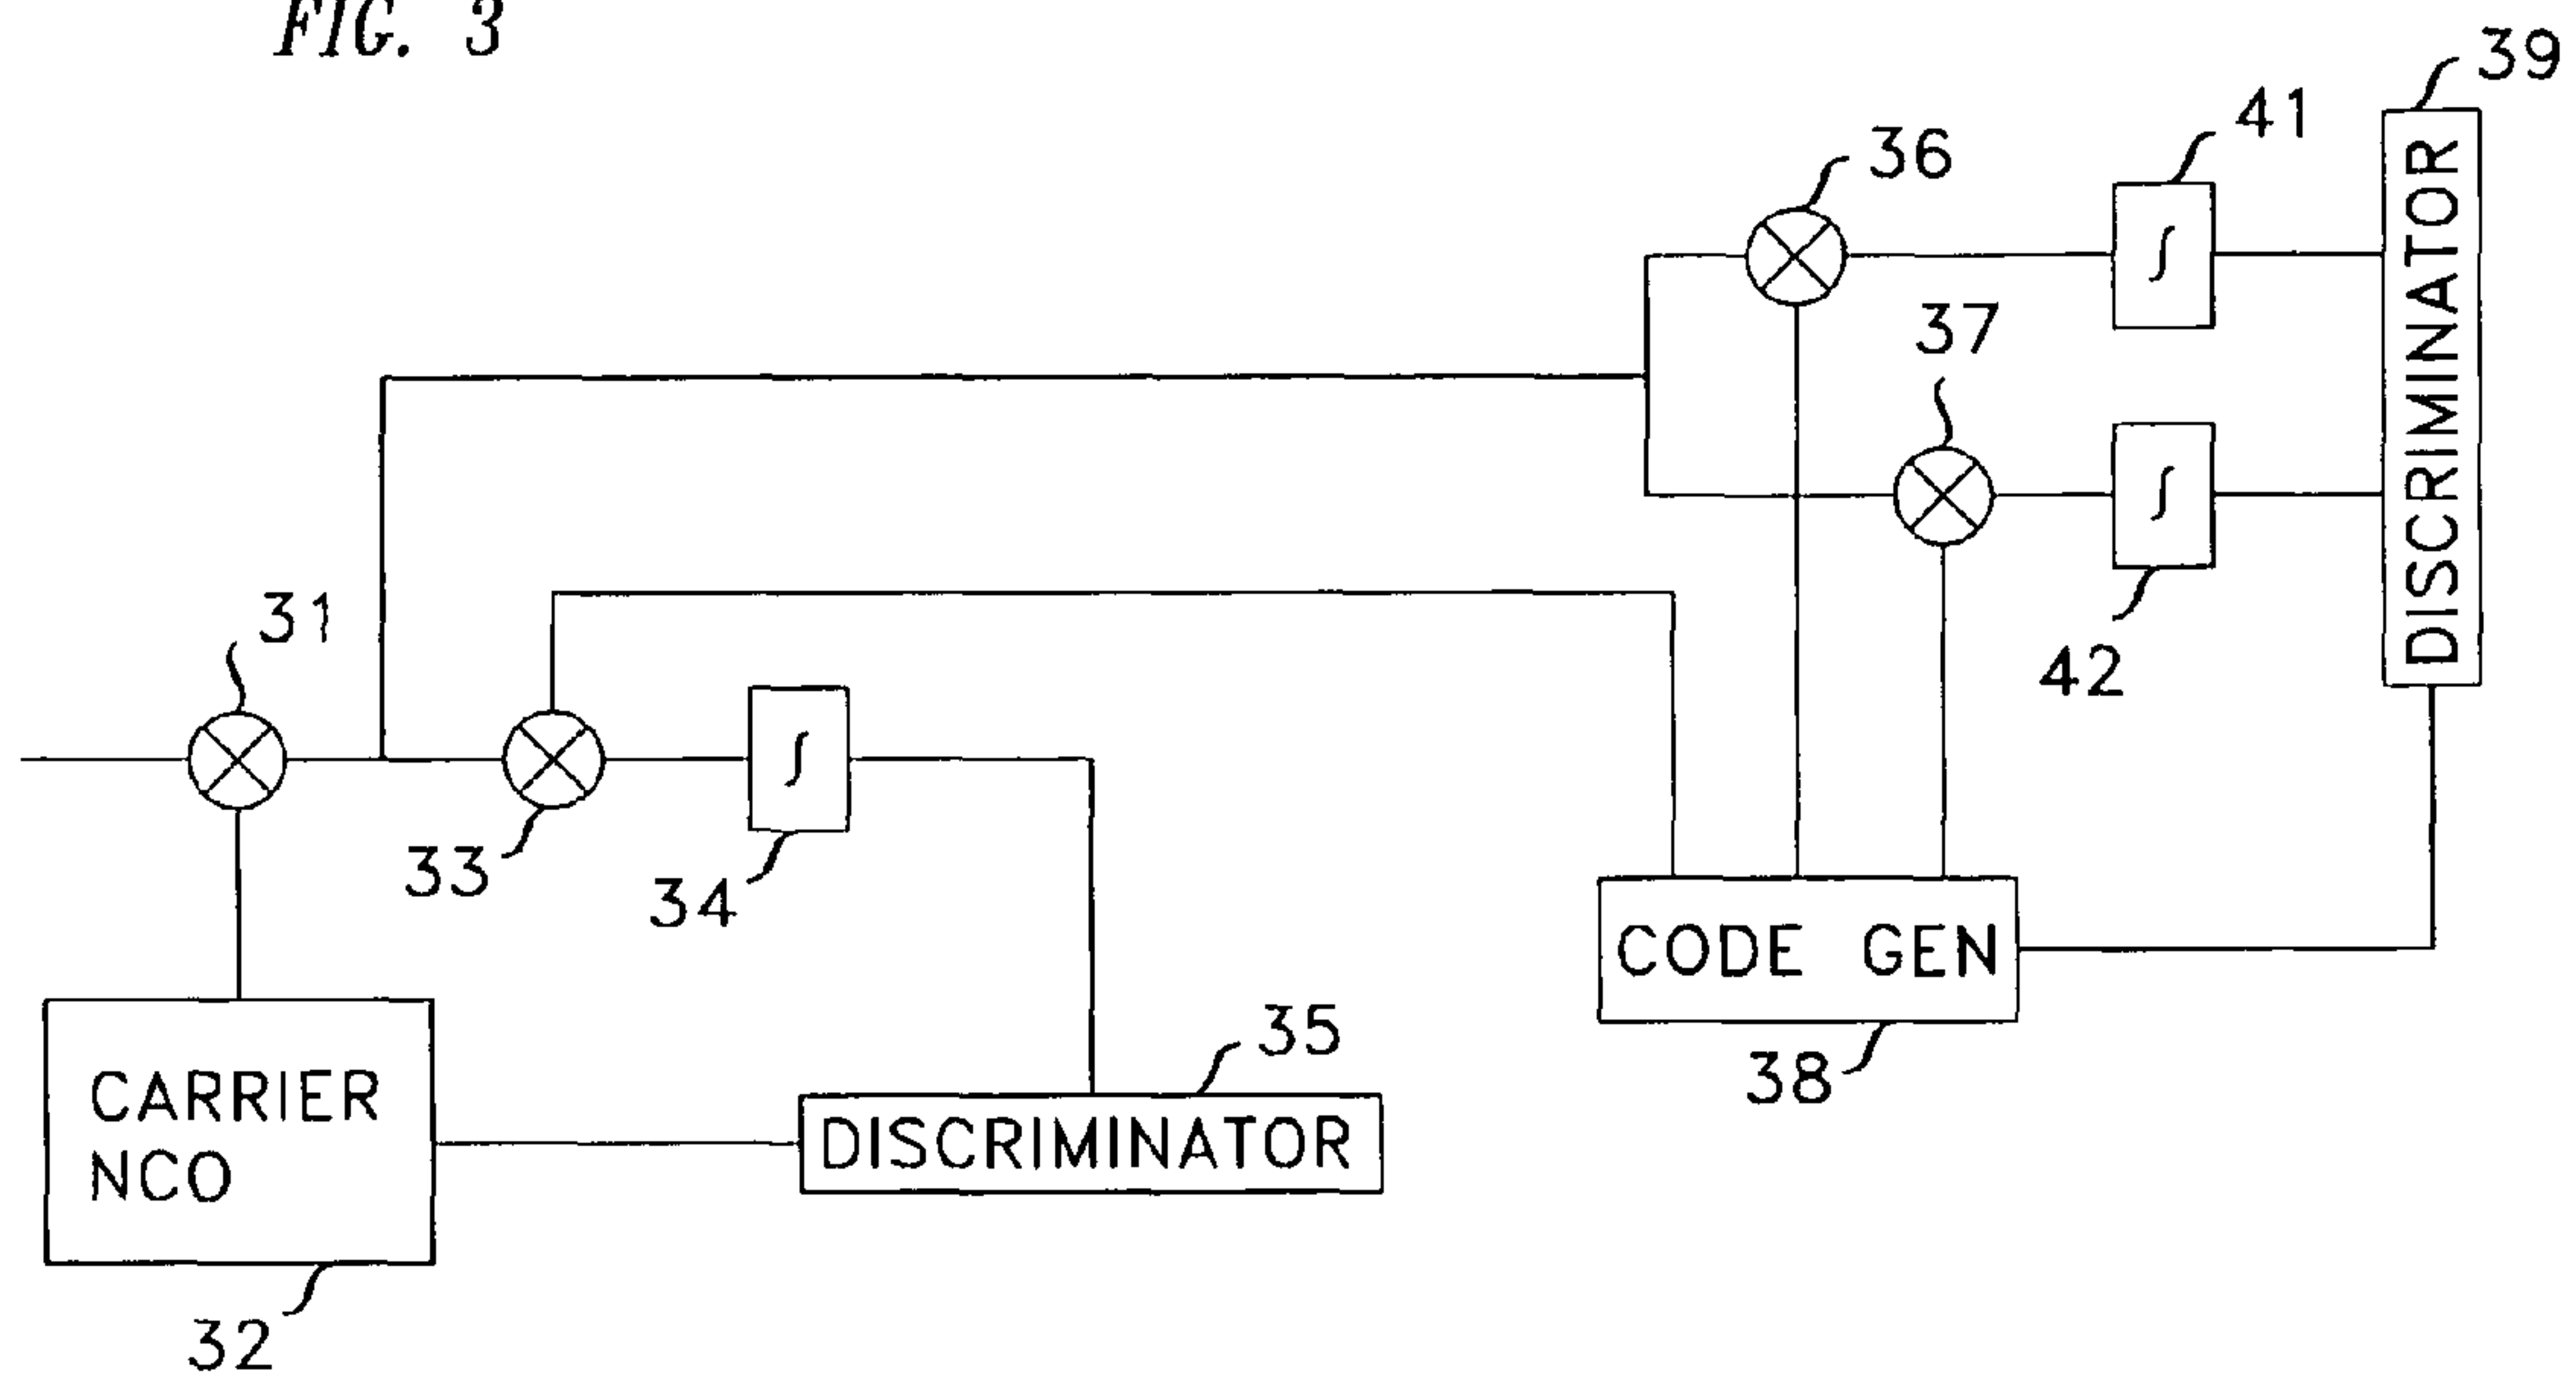 FIG. 3
39
41
36
DISCRIMINATOR
37
31
42
33
34
CODE GEN
35
38
CARRIER
NCO
DISCRIMINATOR
32